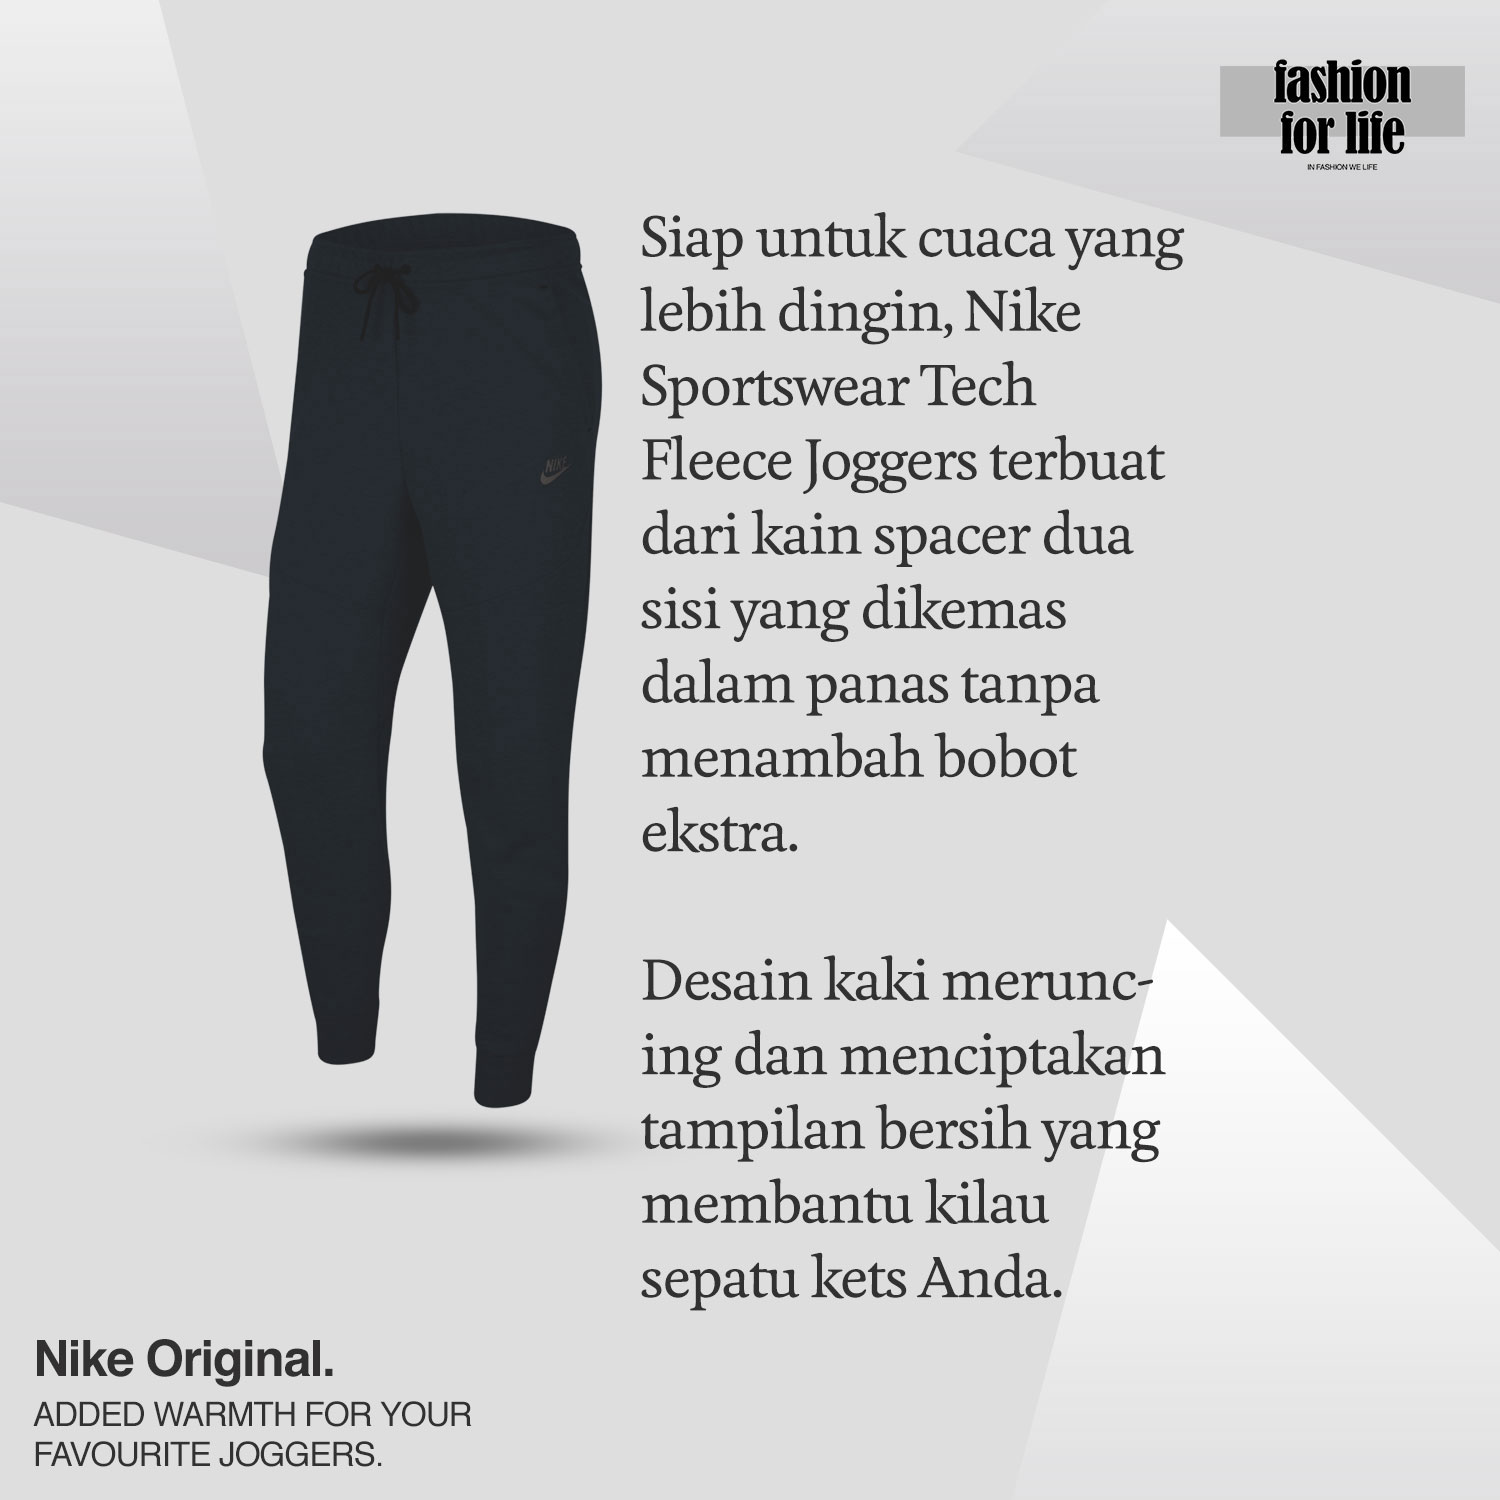 fashion
for life
IN FASHION WE LIFE
Siap untuk cuaca yang
lebih dingin, Nike
Sportswear Tech
Fleece Joggers terbuat
dari kain spacer dua
sisi yang dikemas
dalam panas tanpa
menambah bobot
ekstra.
NIKE
Desain kaki merunc-
ing dan menciptakan
tampilan bersih yang
membantu kilau
sepatu kets Anda.
Nike Original.
ADDED WARMTH FOR YOUR
FAVOURITE JOGGERS.